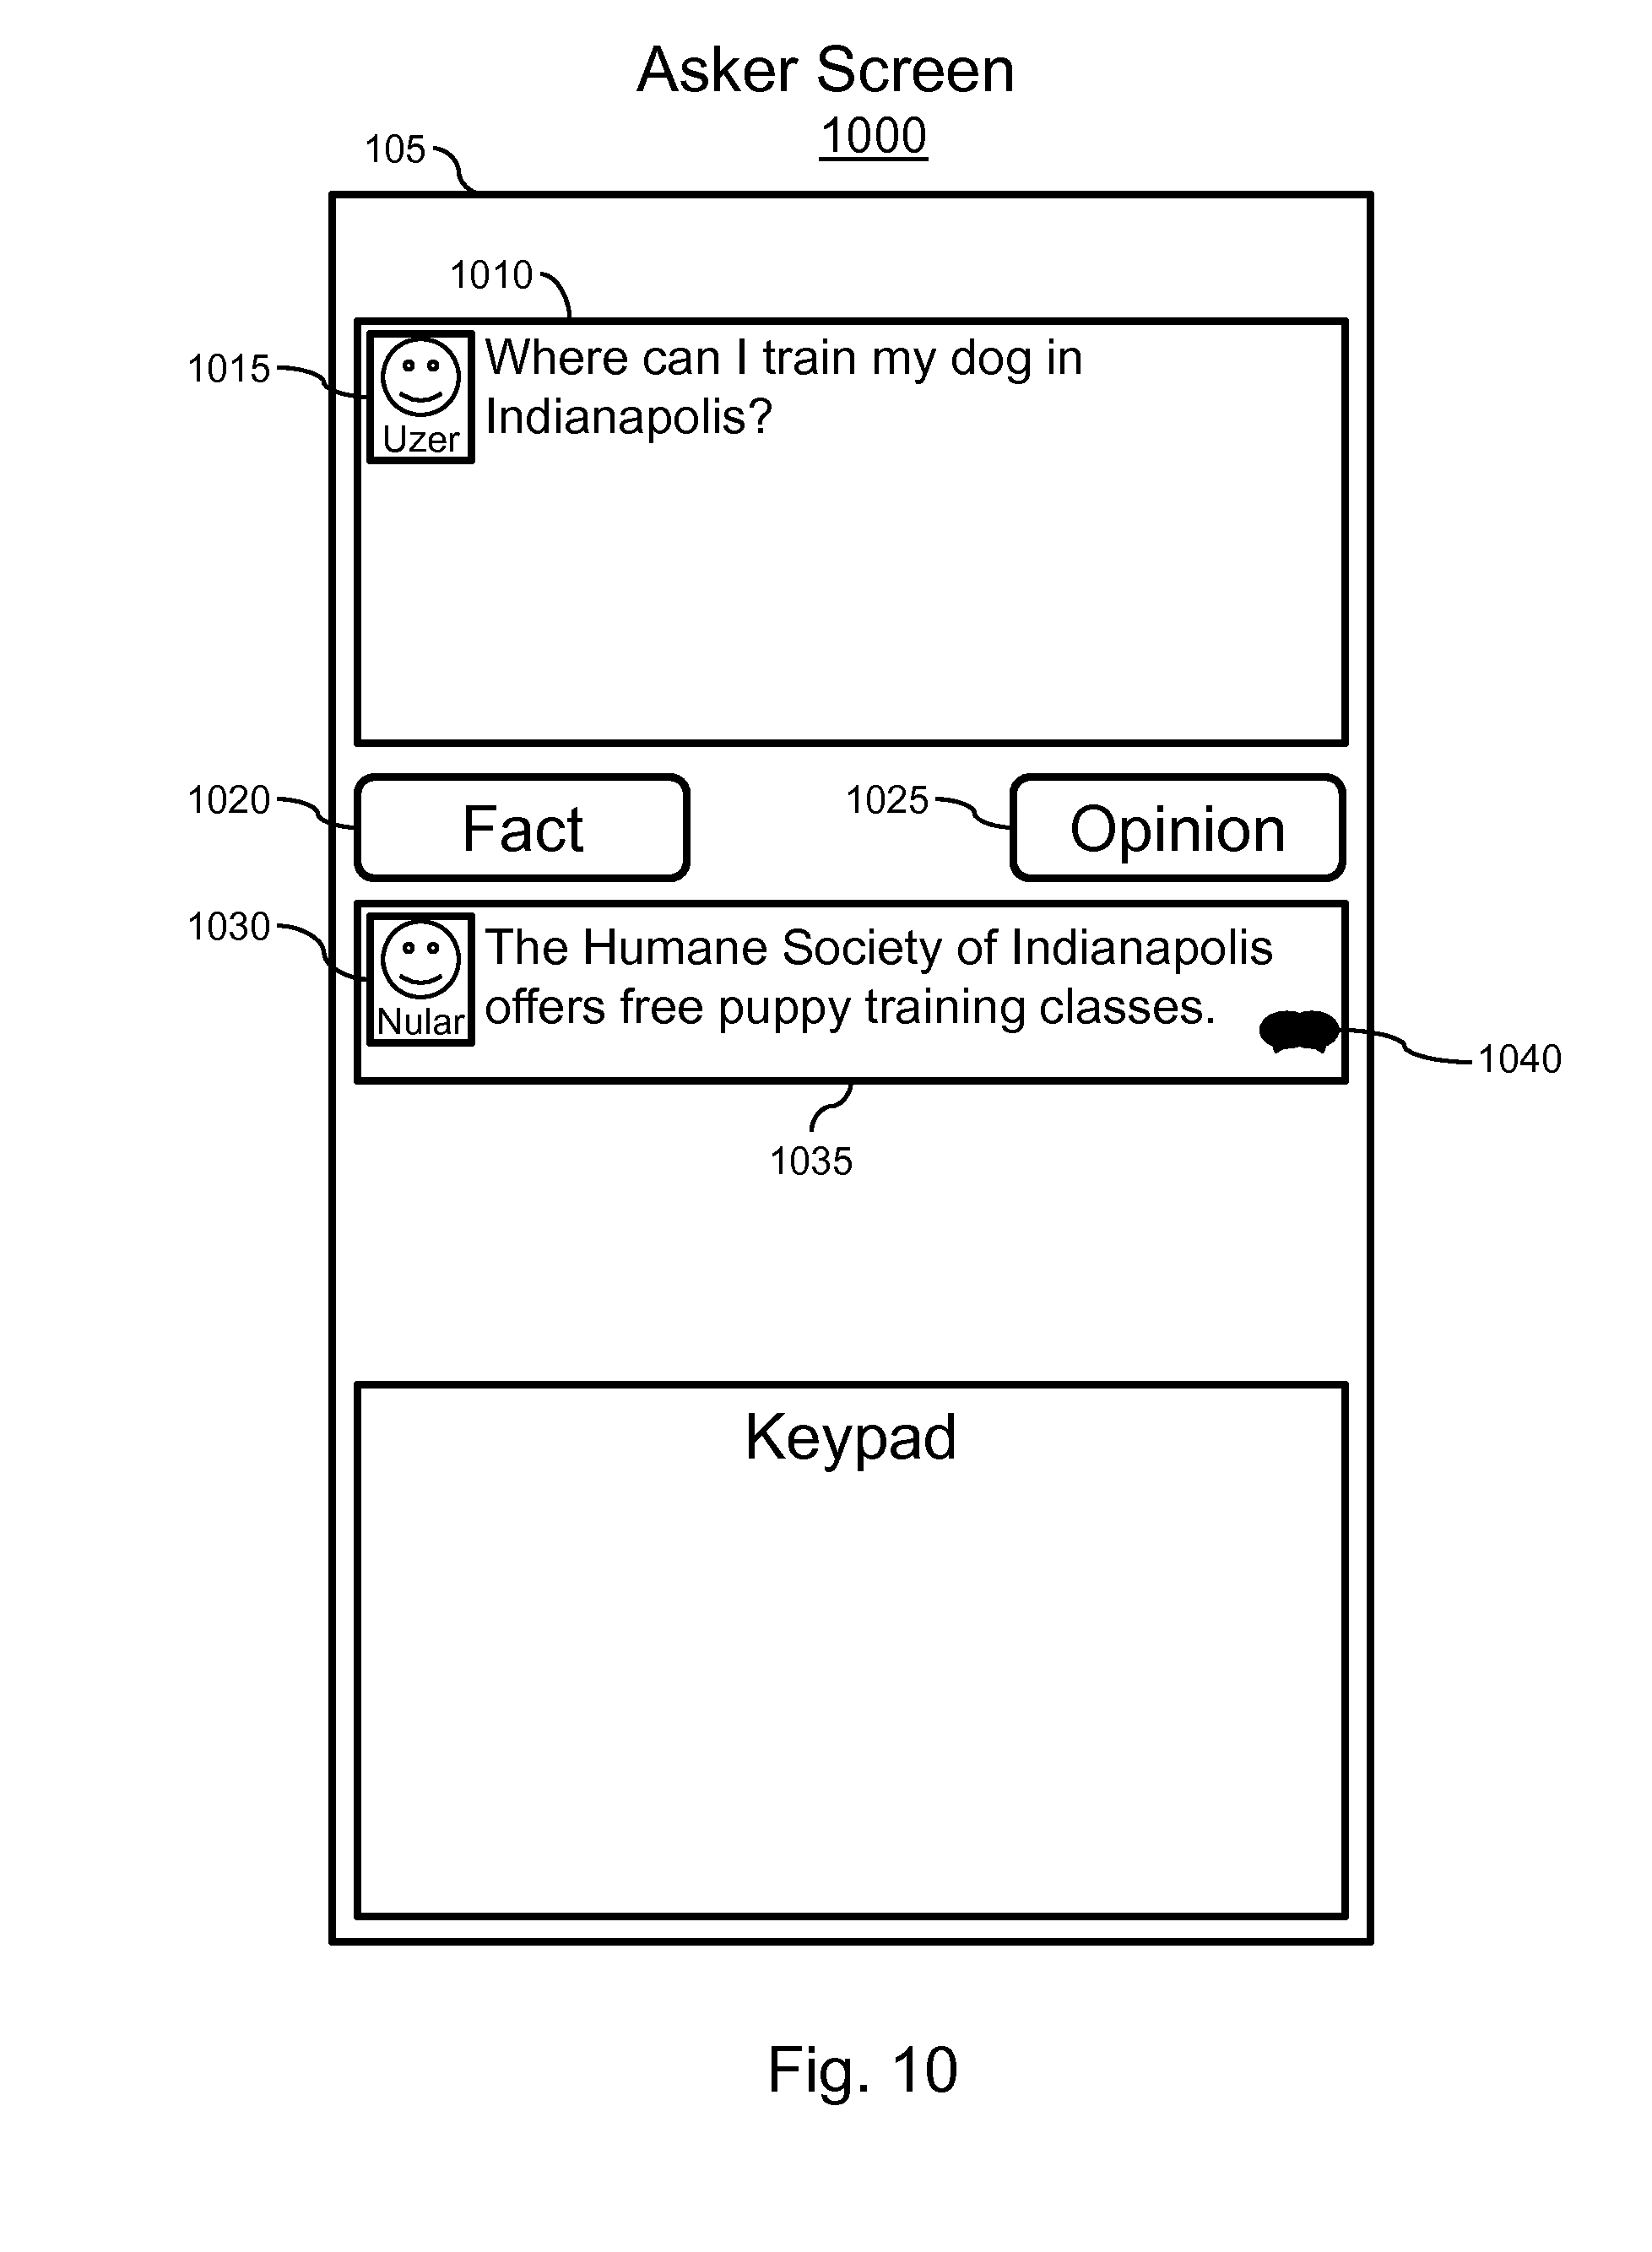 Asker Screen
1000
105
1010
1015
Where can I train my dog in
Indianapolis?
Uzer
1020
Fact
1025
Opinion
1030
The Humane Society of Indianapolis
offers free puppy training classes.
Nular
1040
1035
Keypad
Fig. 10